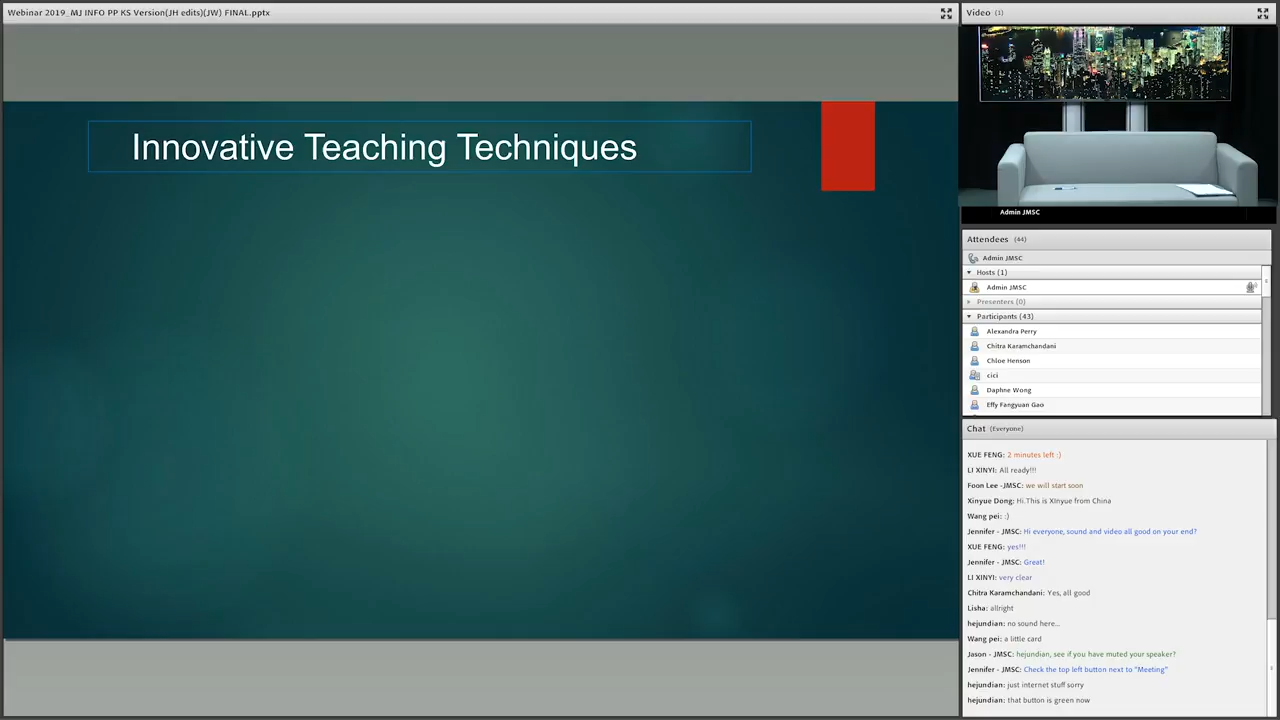 Webinar 2019_MJ INFO PP KS Version(JH edits)(JW) FINAL.pptx
Innovative Teaching Techniques
Video (1)
Admin JMSC
Attendees (44)
Admin JMSC
Hosts (1)
Admin JMSC
Presenters (0)
Participants (43)
Alexandra Perry
Chitra Karamchandani
Chloe Henson
cici
Daphne Wong
Effy Fangyuan Gao
Chat (Everyone)
XUE FENG: 2 minutes left :)
LI XINYI: All ready!!!
Foon Lee -JMSC: we will start soon
Xinyue Dong: Hi.This is XInyue from China
Wang pei: :)
Jennifer - JMSC: Hi everyone, sound and video all good on your end?
XUE FENG: yes!!!
Jennifer - JMSC: Great!
LI XINYI: very clear
Chitra Karamchandani: Yes, all good
Lisha: allright
hejundian: no sound here...
Wang pei: a little card
Jason - JMSC: hejundian, see if you have muted your speaker?
Jennifer - JMSC: Check the top left button next to "Meeting"
hejundian: just internet stuff sorry
hejundian: that button is green now